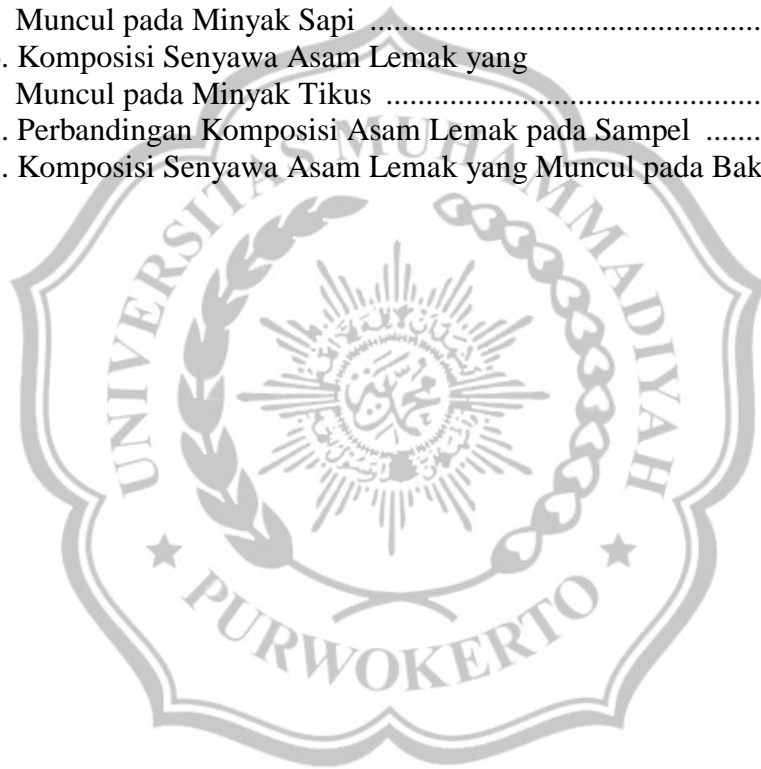 Muncul pada Minyak Sapi .................................................
. Komposisi Senyawa Asam Lemak yang
Muncul pada Minyak Tikus ...............................................
. Perbandingan Komposisi Asam Lemak pada Sampel .......
. Komposisi Senyawa Asam Lemak yang Muncul pada Bak
UNIVERSITAS MUHAMMADIYAH
PURWOKERTO